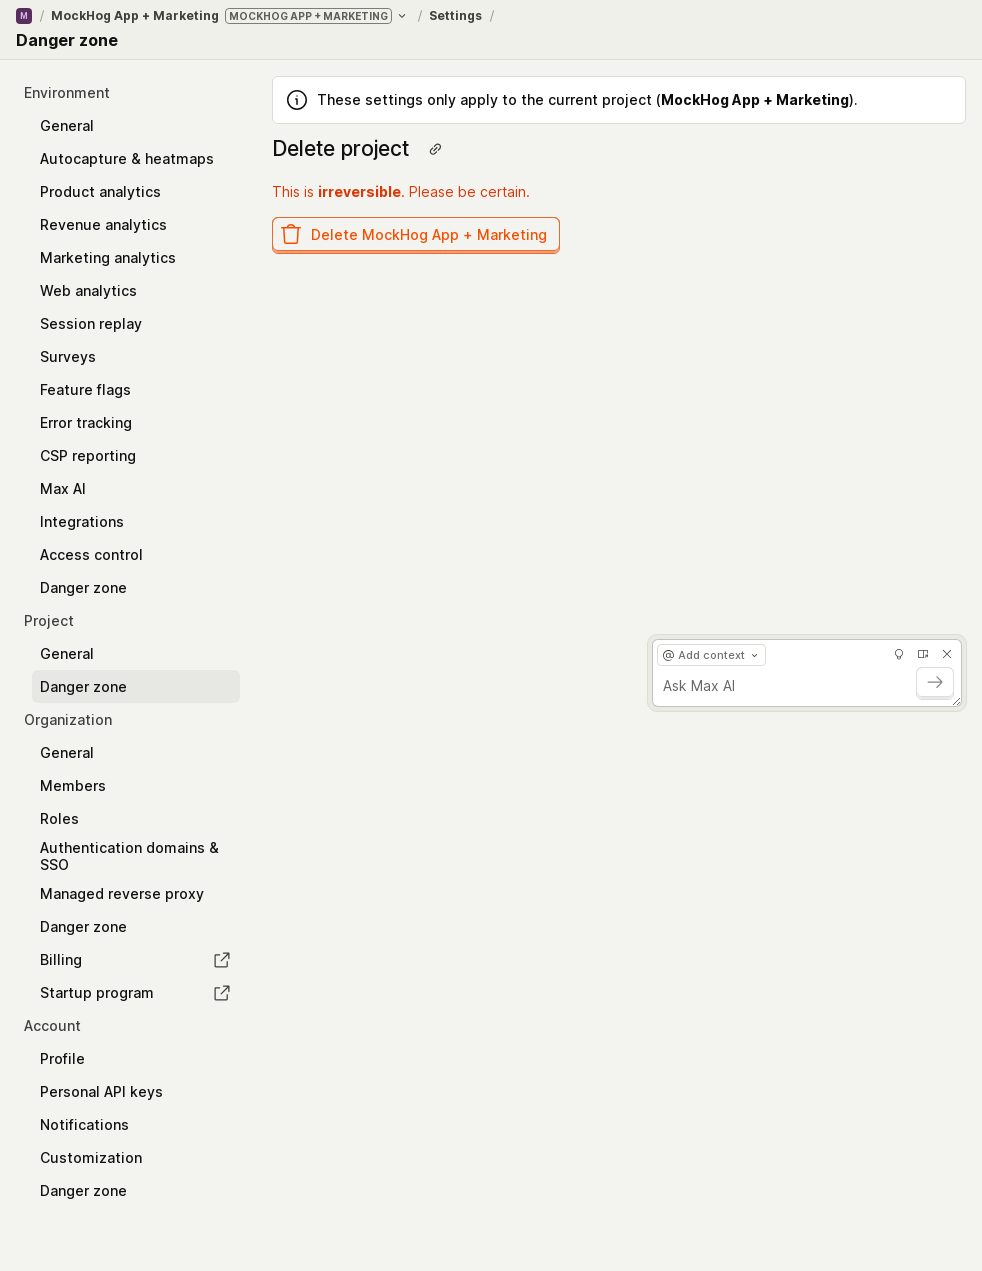 M / MockHog App + Marketing MOCKHOG APP + MARKETING / Settings /
Danger zone
Environment
General
Autocapture & heatmaps
Product analytics
Revenue analytics
Marketing analytics
Web analytics
Session replay
Surveys
Feature flags
Error tracking
CSP reporting
Max AI
Integrations
Access control
Danger zone
Project
General
Danger zone
Organization
General
Members
Roles
Authentication domains &
SSO
Managed reverse proxy
Danger zone
Billing
Startup program
Account
Profile
Personal API keys
Notifications
Customization
Danger zone
These settings only apply to the current project (MockHog App + Marketing).
Delete project
This is irreversible. Please be certain.
Delete MockHog App + Marketing
@ Add context
Ask Max AI